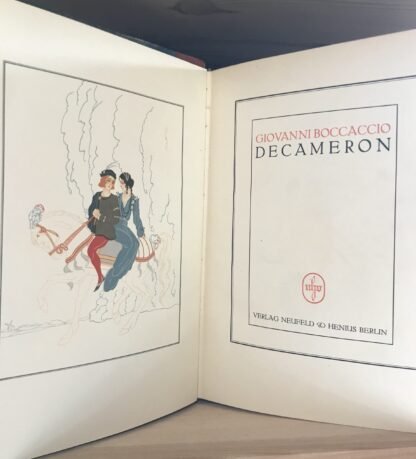 GIOVANNI BOCCACCIO
DECAMERON
VERLAG NEUFELD & HENIUS BERLIN